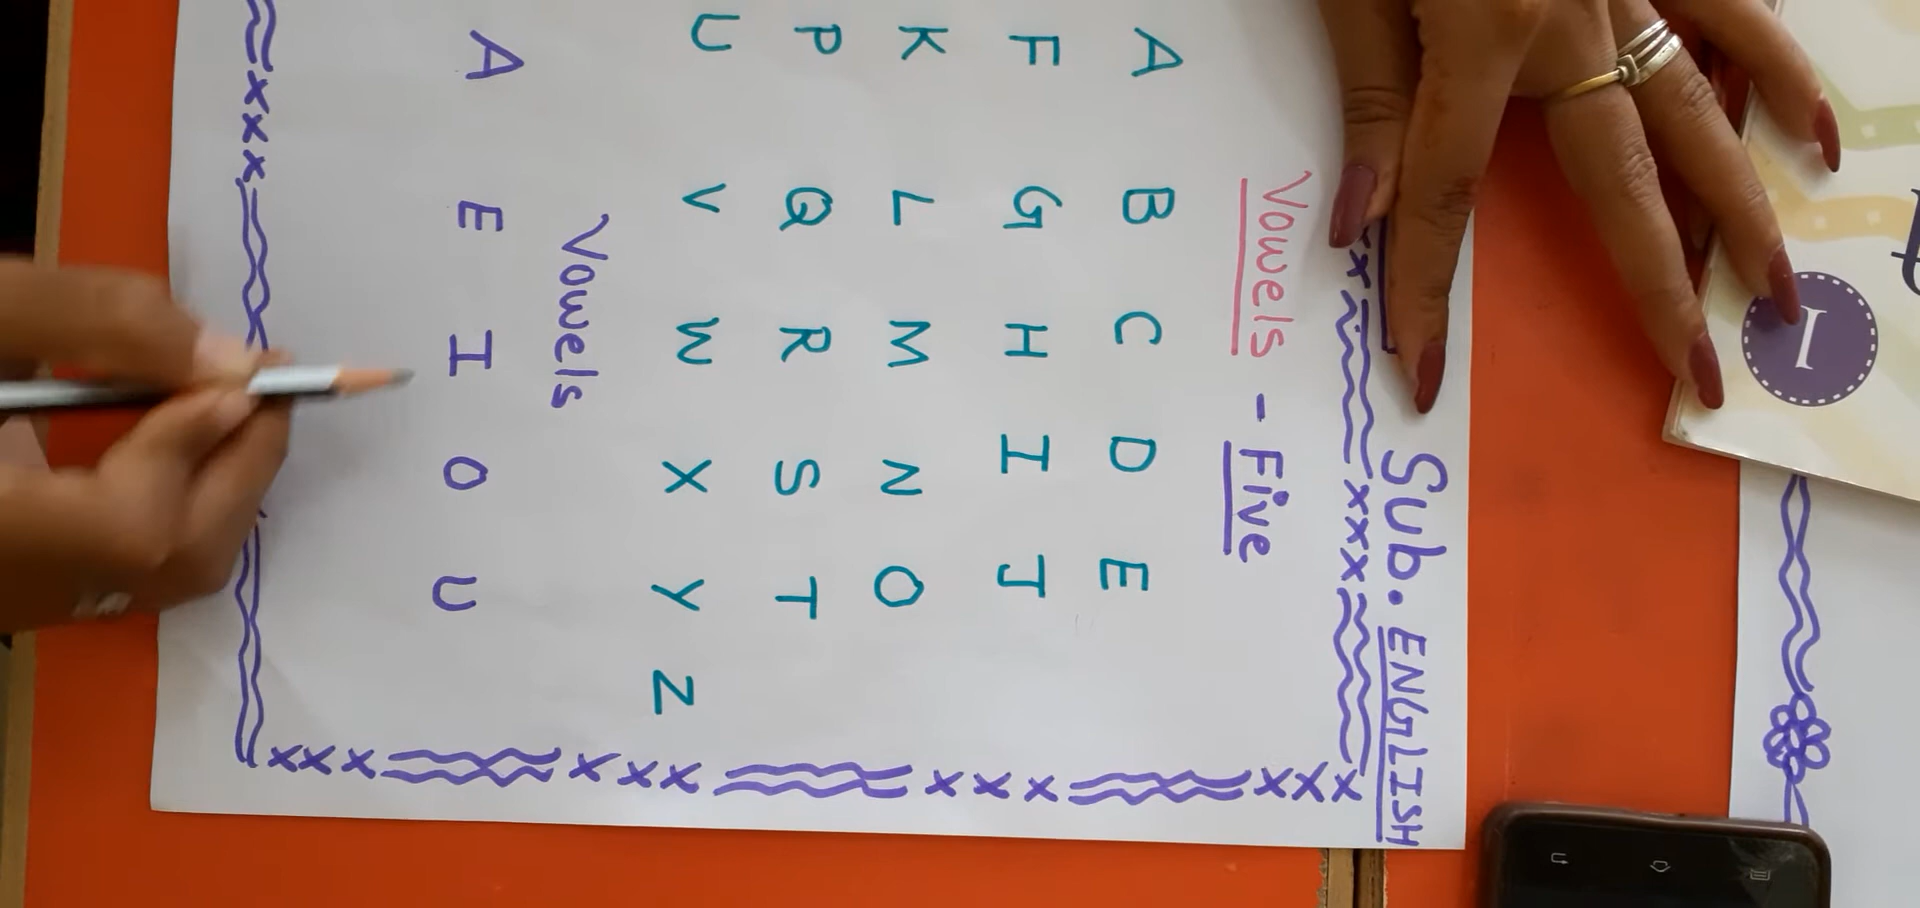 Sub. ENGLISH
Vowels - Five
A B C D E
F G H I J
K L M N O
P Q R S T
U V W X Y Z
Vowels
A E I O U
I